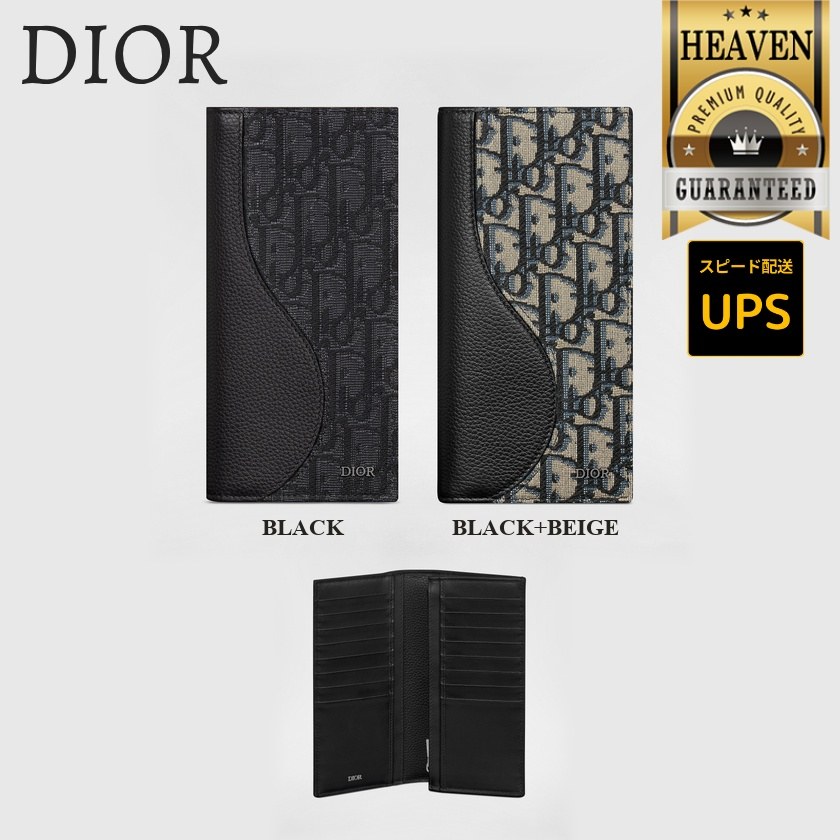 DIOR
HEAVEN
PREMIUM QUALITY
GUARANTEED
スピード配送
UPS
DIOR
DIOR
BLACK
BLACK+BEIGE
DIOR